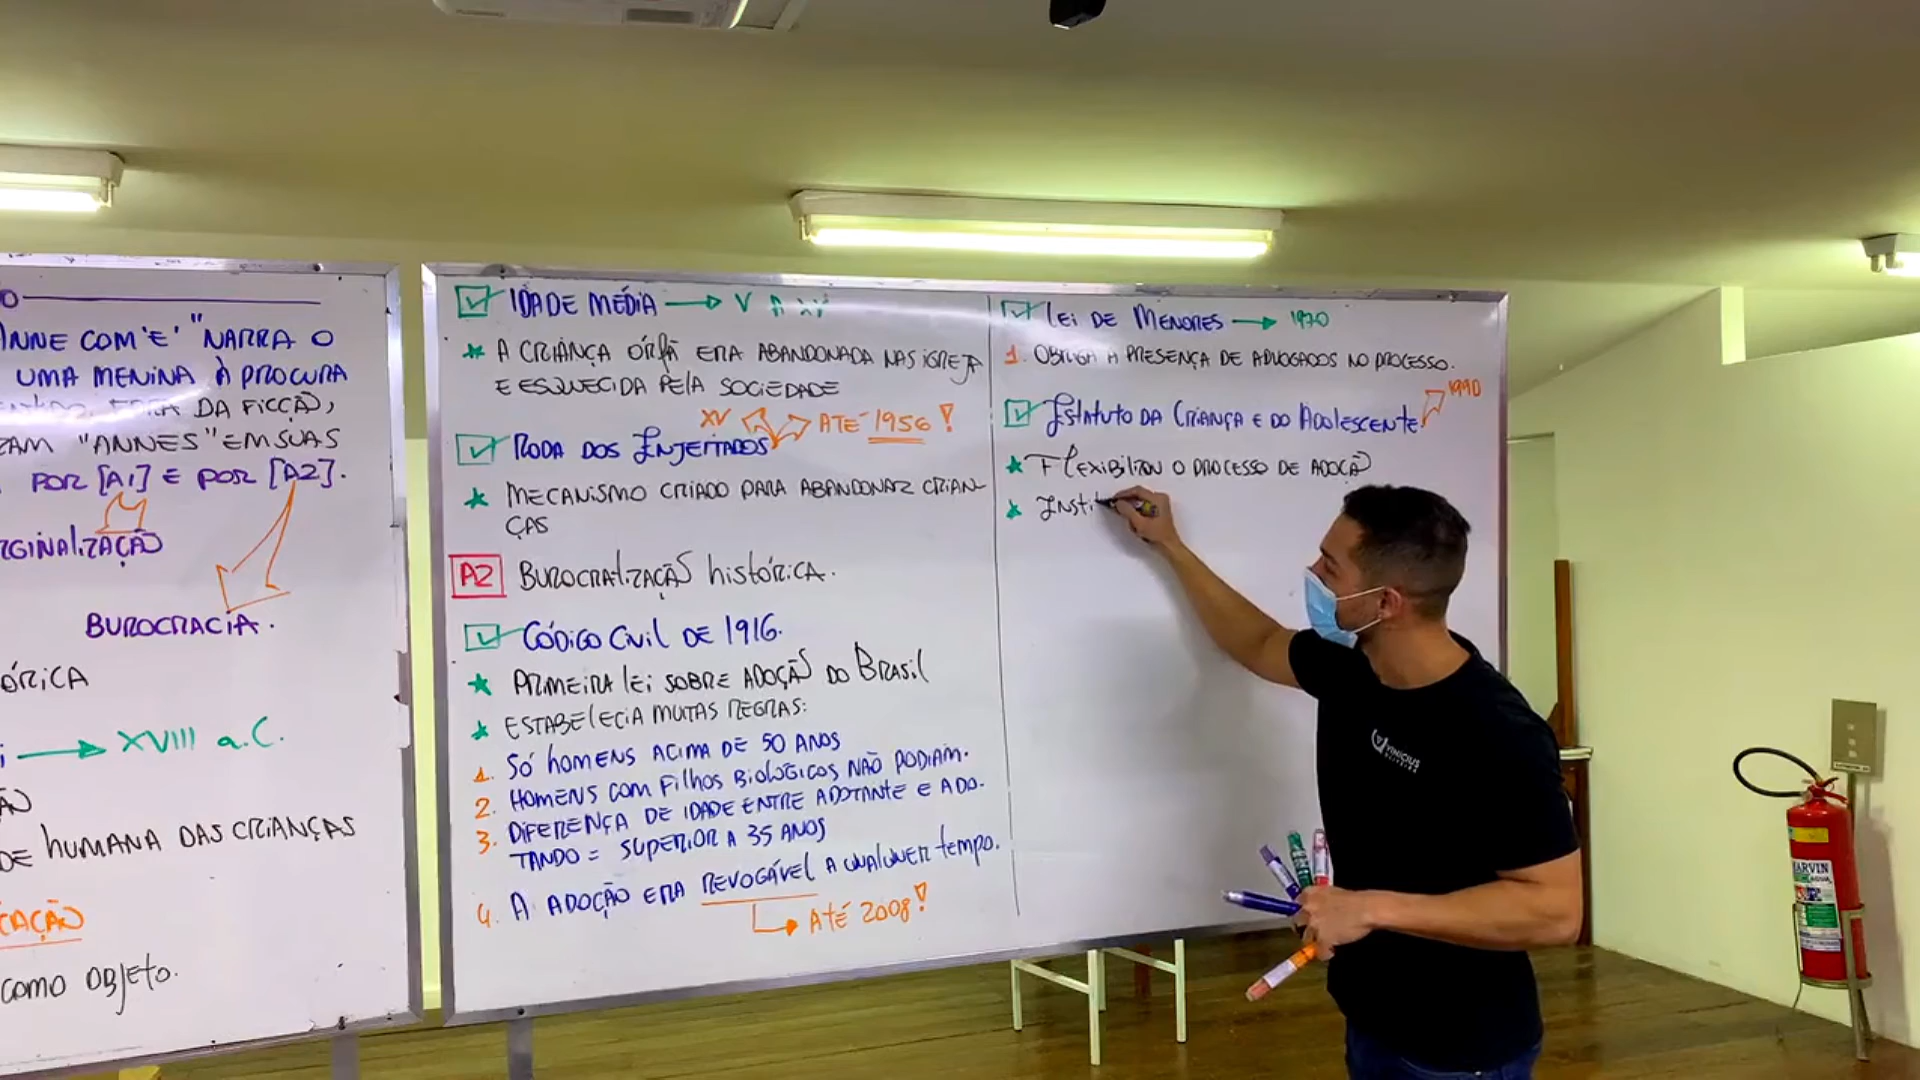 ANNE COM 'E' "NARRA O
UMA MENINA À PROCURA
DA FICÇÃO,
"ANNES" EM SUAS
POR [A1] E POR [A2].
BUROCRACIA.
XVIII a.C.
DE HUMANA DAS CRIANÇAS
COMO OBJETO.
IDADE MÉDIA → V A XV
A CRIANÇA ÓRFÃ ERA ABANDONADA NAS IGREJA
E ESQUECIDA PELA SOCIEDADE
XV ATÉ 1956!
RODA DOS ENJEITADOS
MECANISMO CRIADO PARA ABANDONAR CRIAN-
ÇAS
A2 BUROCRATIZAÇÃO HISTÓRICA.
CÓDIGO CIVIL DE 1916.
PRIMEIRA LEI SOBRE ADOÇÃO DO BRASIL
ESTABELECIA MUITAS REGRAS:
1. SÓ HOMENS ACIMA DE 50 ANOS
2. HOMENS COM FILHOS BIOLÓGICOS NÃO PODIAM.
3. DIFERENÇA DE IDADE ENTRE ADOTANTE E ADO-
TANDO = SUPERIOR A 35 ANOS
4. A ADOÇÃO ERA REVOGÁVEL A QUALQUER TEMPO.
→ ATÉ 2008!
LEI DE MENORES → 1970
1. OBRIGA A PRESENÇA DE ADVOGADOS NO PROCESSO.
1990
ESTATUTO DA CRIANÇA E DO ADOLESCENTE
FLEXIBILIZOU O PROCESSO DE ADOÇÃO
INSTIT
VINÍCIUS
OLIVEIRA